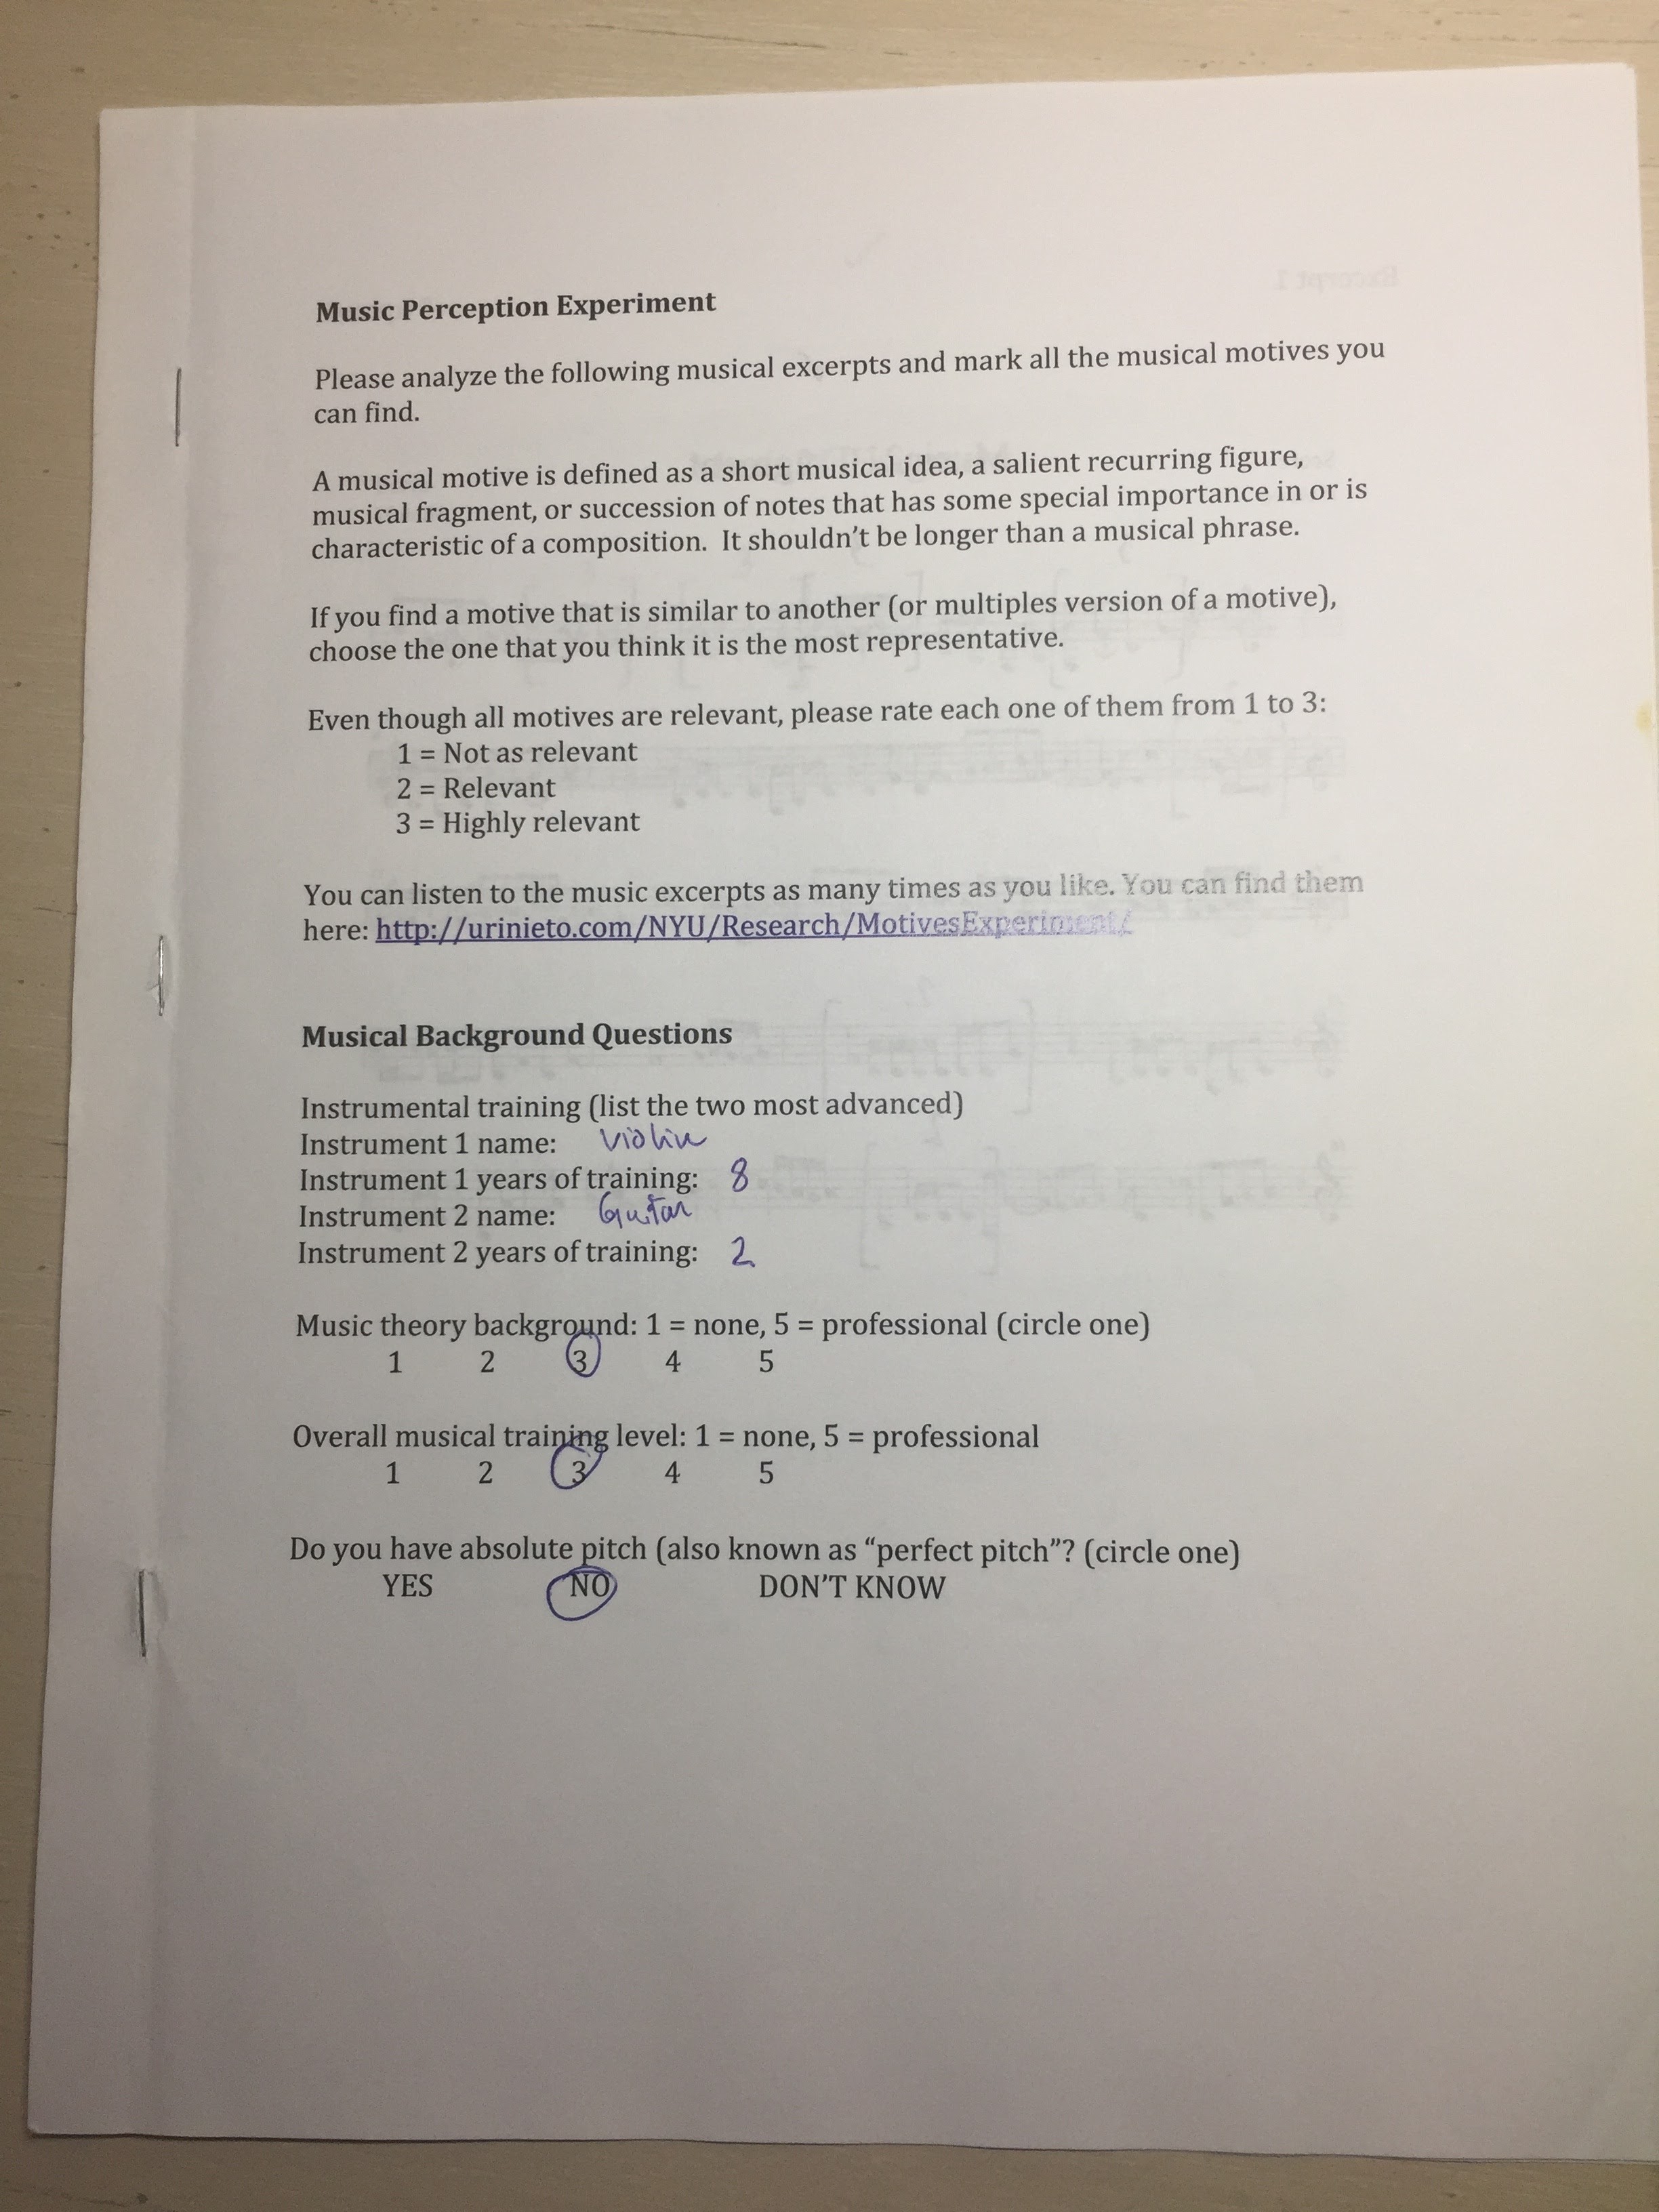 Music Perception Experiment
Please analyze the following musical excerpts and mark all the musical motives you
can find.
A musical motive is defined as a short musical idea, a salient recurring figure,
musical fragment, or succession of notes that has some special importance in or is
characteristic of a composition.  It shouldn't be longer than a musical phrase.
If you find a motive that is similar to another (or multiples version of a motive),
choose the one that you think it is the most representative.
Even though all motives are relevant, please rate each one of them from 1 to 3:
1 = Not as relevant
2 = Relevant
3 = Highly relevant
You can listen to the music excerpts as many times as you like. You can find them
here: http://urinieto.com/NYU/Research/MotivesExperiment/
Musical Background Questions
Instrumental training (list the two most advanced)
Instrument 1 name: Violin
Instrument 1 years of training: 8
Instrument 2 name: Guitar
Instrument 2 years of training: 2
Music theory background: 1 = none, 5 = professional (circle one)
1 2 3 4 5
Overall musical training level: 1 = none, 5 = professional
1 2 3 4 5
Do you have absolute pitch (also known as “perfect pitch”? (circle one)
YES NO DON'T KNOW